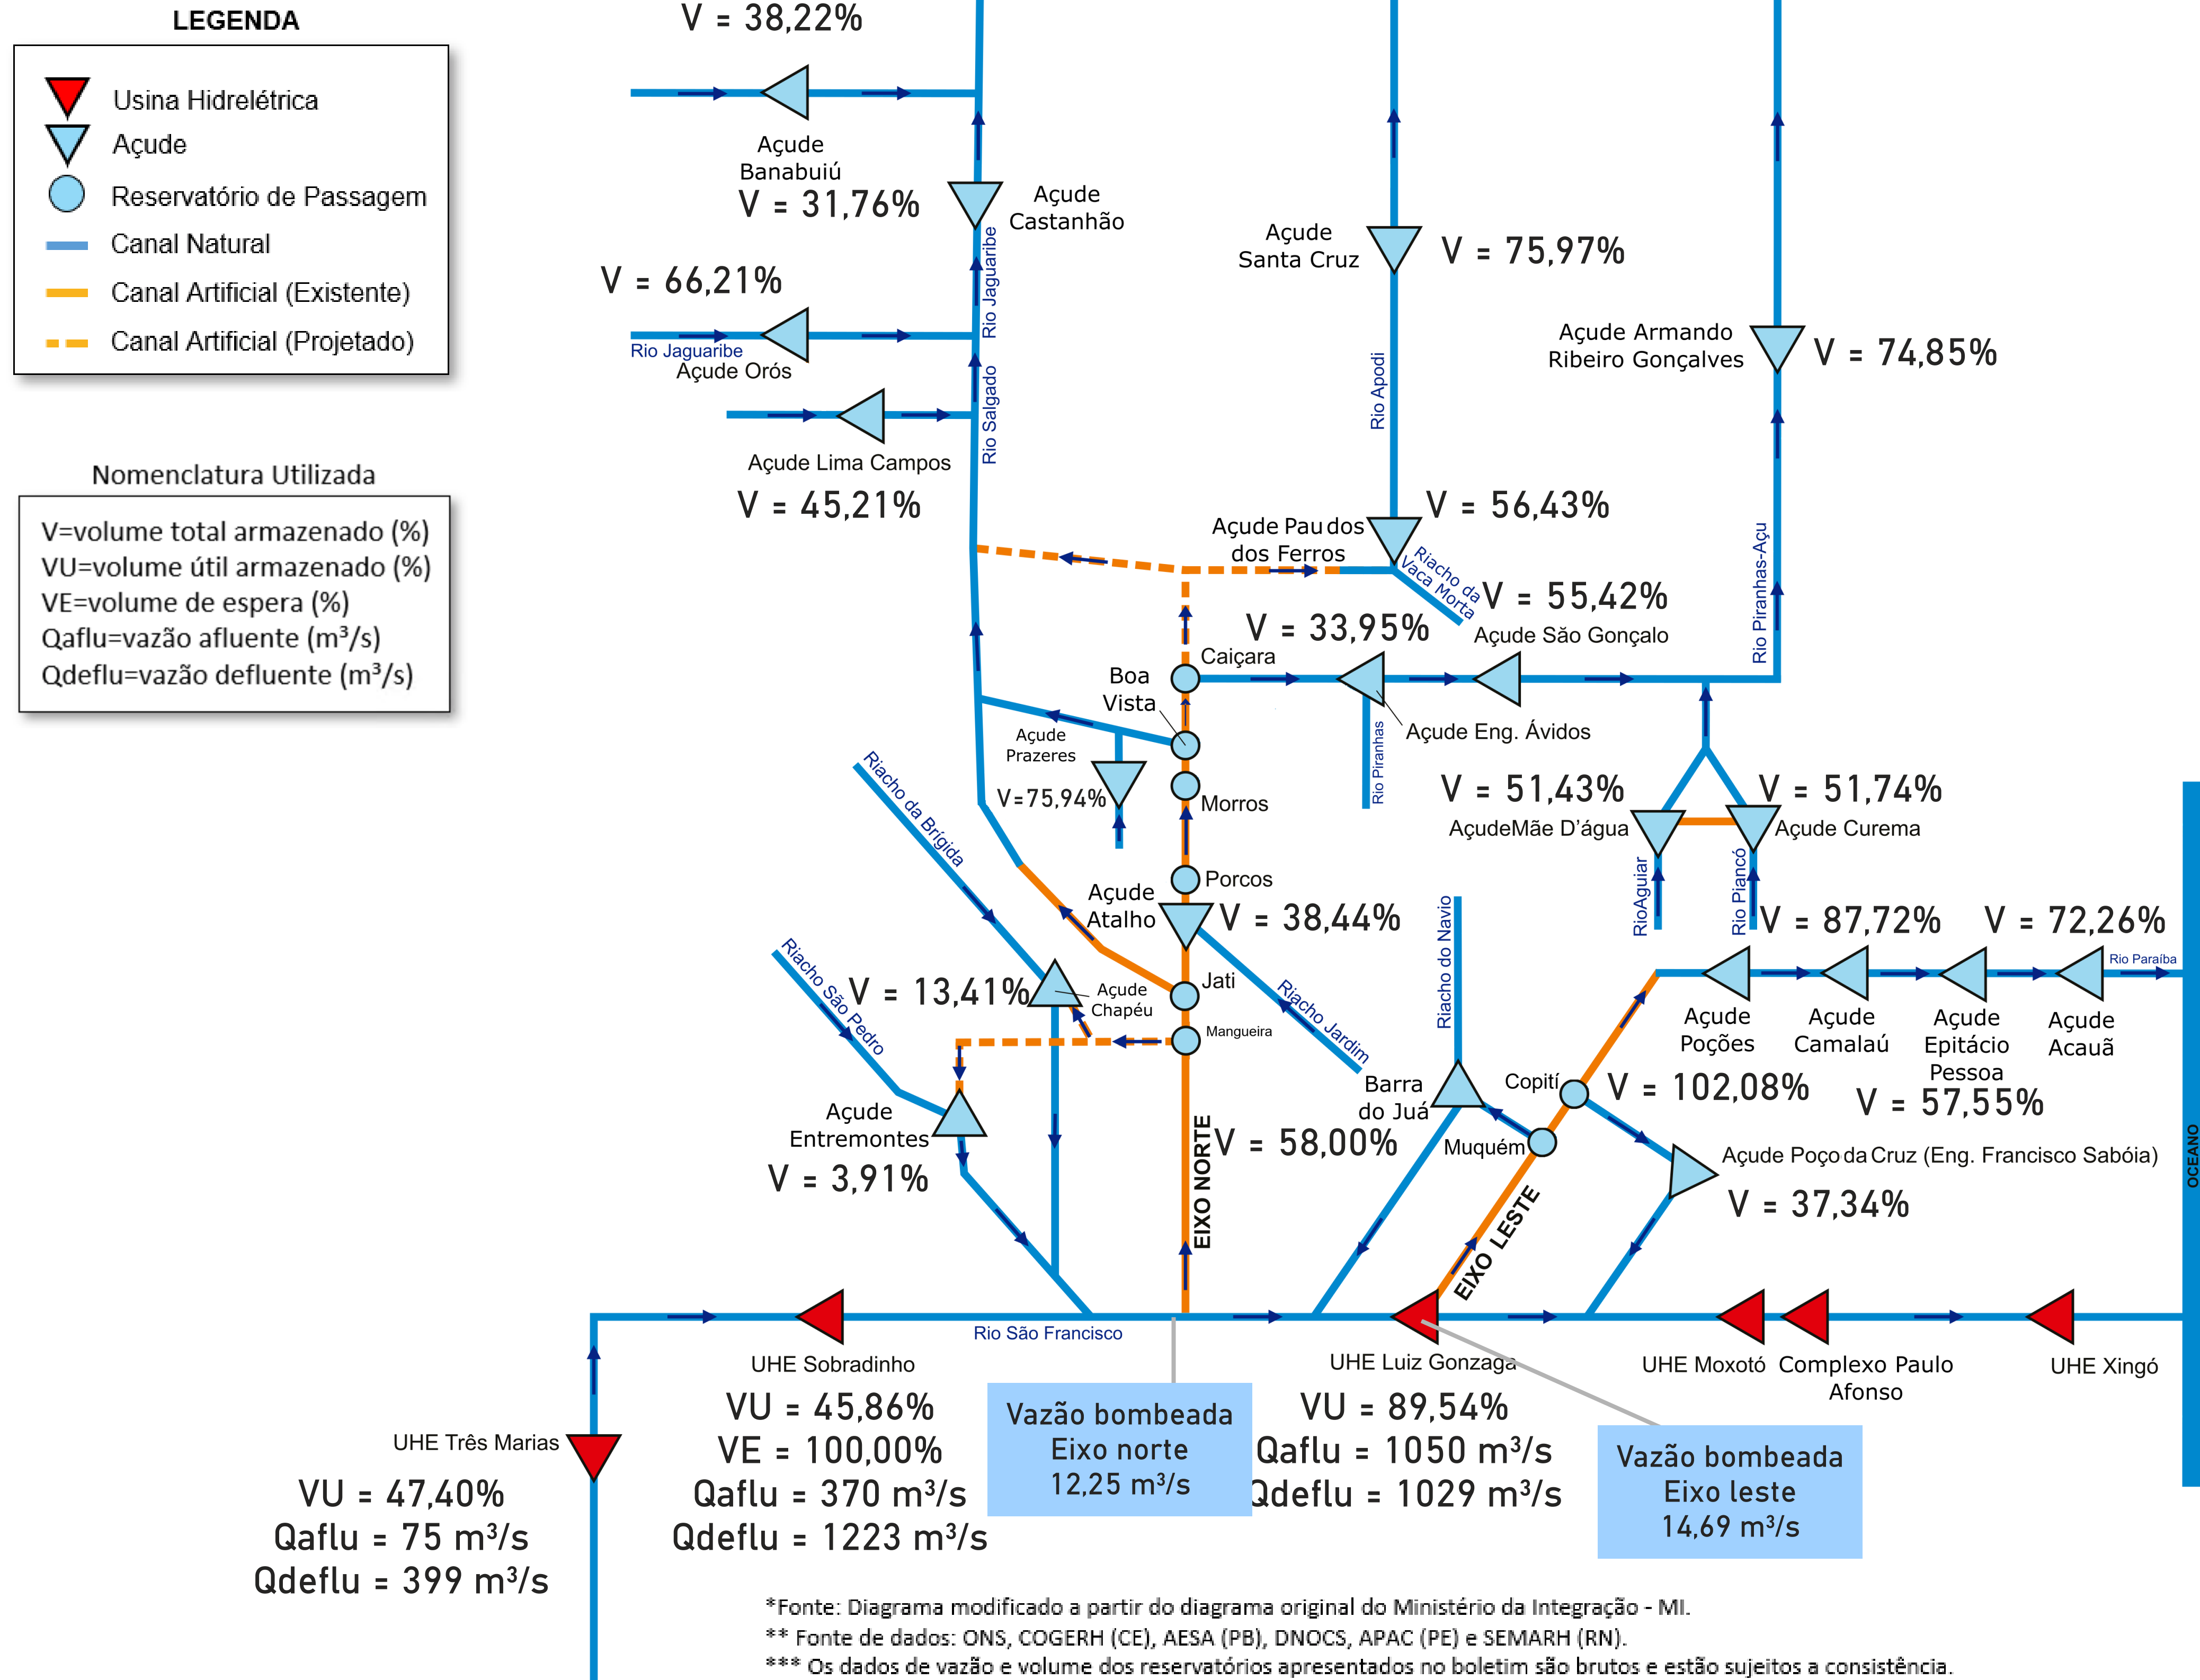 LEGENDA
Usina Hidrelétrica
Açude
Reservatório de Passagem
Canal Natural
Canal Artificial (Existente)
Canal Artificial (Projetado)
Nomenclatura Utilizada
V=volume total armazenado (%)
VU=volume útil armazenado (%)
VE=volume de espera (%)
Qaflu=vazão afluente (m³/s)
Qdeflu=vazão defluente (m³/s)
V = 38,22%
Açude
Banabuiú
V = 31,76%
Açude
Castanhão
Rio Jaguaribe
V = 66,21%
Rio Jaguaribe
Açude Orós
Rio Salgado
Açude Lima Campos
V = 45,21%
Açude
Santa Cruz
V = 75,97%
Rio Apodi
Açude Armando
Ribeiro Gonçalves
V = 74,85%
Rio Piranhas-Açu
Açude Pau dos
dos Ferros
V = 56,43%
Riacho da
Vaca Morta
V = 55,42%
Açude São Gonçalo
V = 33,95%
Caiçara
Boa
Vista
Açude Eng. Ávidos
Rio Piranhas
Açude
Prazeres
V=75,94%
Morros
Porcos
Açude
Atalho
V = 38,44%
Jati
Mangueira
Riacho Jardim
Riacho da Brígida
Riacho São Pedro
V = 13,41%
Açude
Chapéu
Açude
Entremontes
V = 3,91%
EIXO NORTE
V = 51,43%
AçudeMãe D'água
V = 51,74%
Açude Curema
RioAguiar
Rio Piancó
V = 87,72%
V = 72,26%
Rio Paraíba
Açude
Poções
Açude
Camalaú
Açude
Epitácio
Pessoa
Açude
Acauã
V = 102,08%
V = 57,55%
Riacho do Navio
Barra
do Juá
V = 58,00%
Copití
Muquém
Açude Poço da Cruz (Eng. Francisco Sabóia)
V = 37,34%
EIXO LESTE
OCEANO
Rio São Francisco
UHE Sobradinho
VU = 45,86%
VE = 100,00%
Qaflu = 370 m³/s
Qdeflu = 1223 m³/s
UHE Três Marias
VU = 47,40%
Qaflu = 75 m³/s
Qdeflu = 399 m³/s
Vazão bombeada
Eixo norte
12,25 m³/s
UHE Luiz Gonzaga
VU = 89,54%
Qaflu = 1050 m³/s
Qdeflu = 1029 m³/s
Vazão bombeada
Eixo leste
14,69 m³/s
UHE Moxotó
Complexo Paulo
Afonso
UHE Xingó
*Fonte: Diagrama modificado a partir do diagrama original do Ministério da Integração - MI.
** Fonte de dados: ONS, COGERH (CE), AESA (PB), DNOCS, APAC (PE) e SEMARH (RN).
*** Os dados de vazão e volume dos reservatórios apresentados no boletim são brutos e estão sujeitos a consistência.